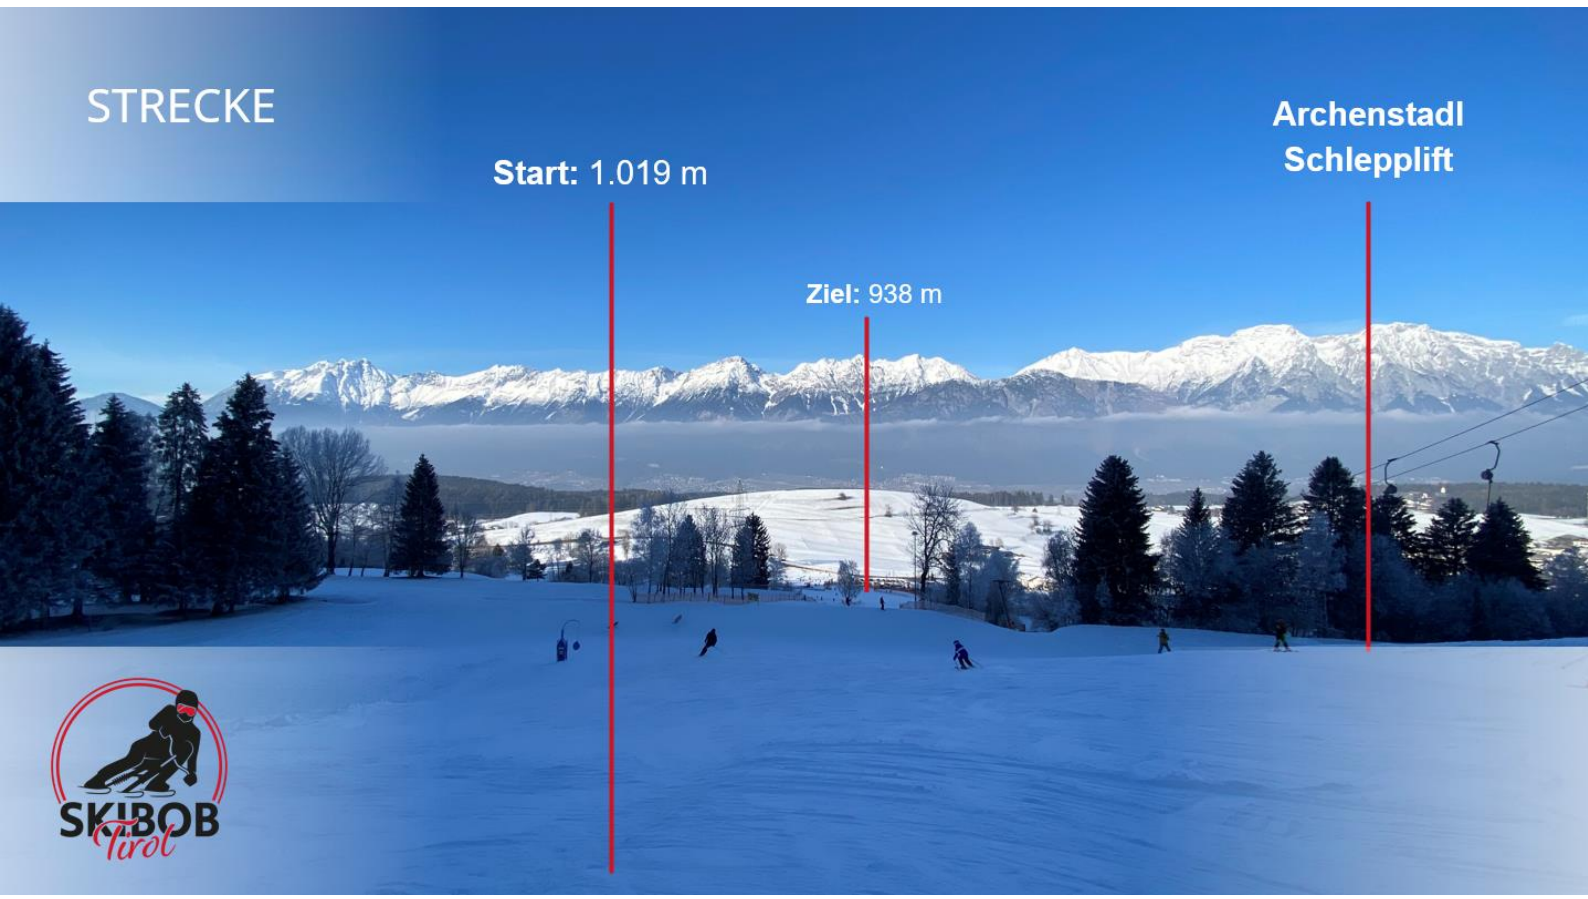 STRECKE
Archenstadl
Schlepplift
Start: 1.019 m
Ziel: 938 m
SKIBOB
Tirol